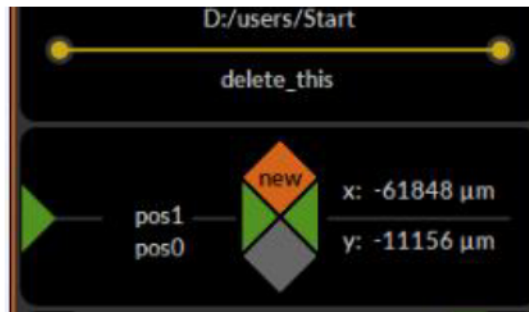 D:/users/Start
delete_this
new
x: -61848 µm
pos1
pos0
y: -11156 µm